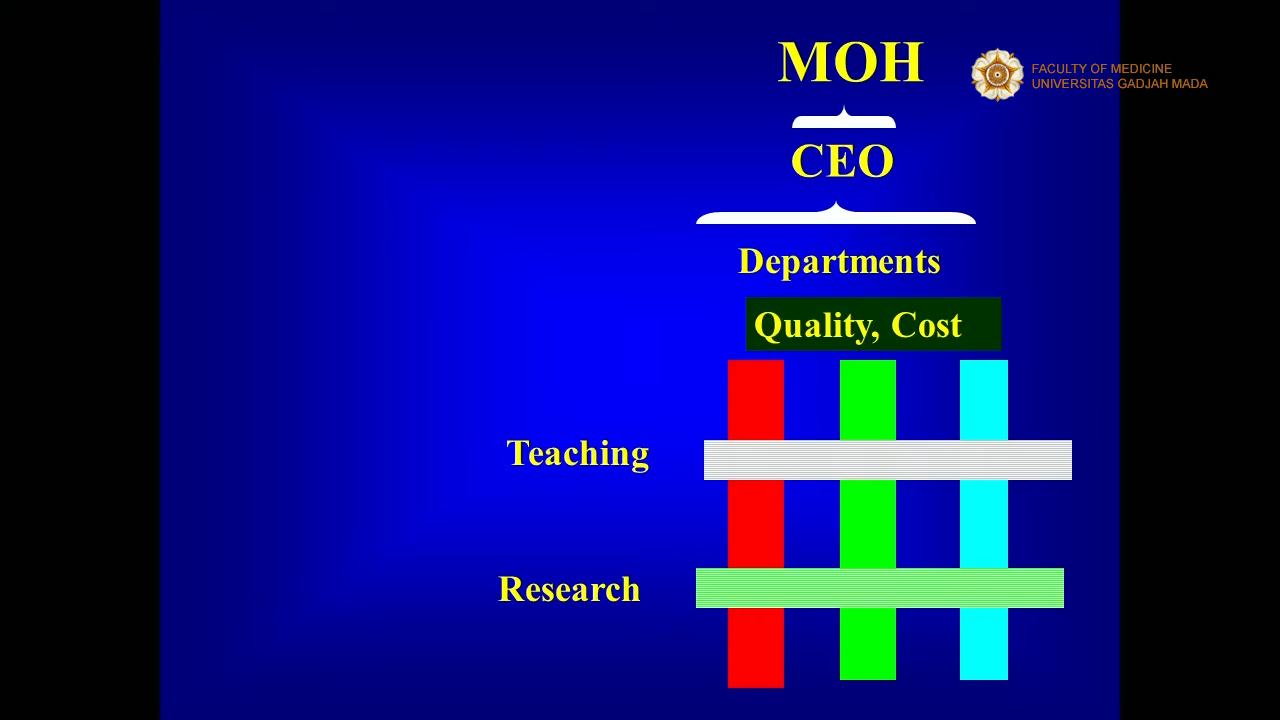 MOH
FACULTY OF MEDICINE
UNIVERSITAS GADJAH MADA
CEO
Departments
Quality, Cost
Teaching
Research